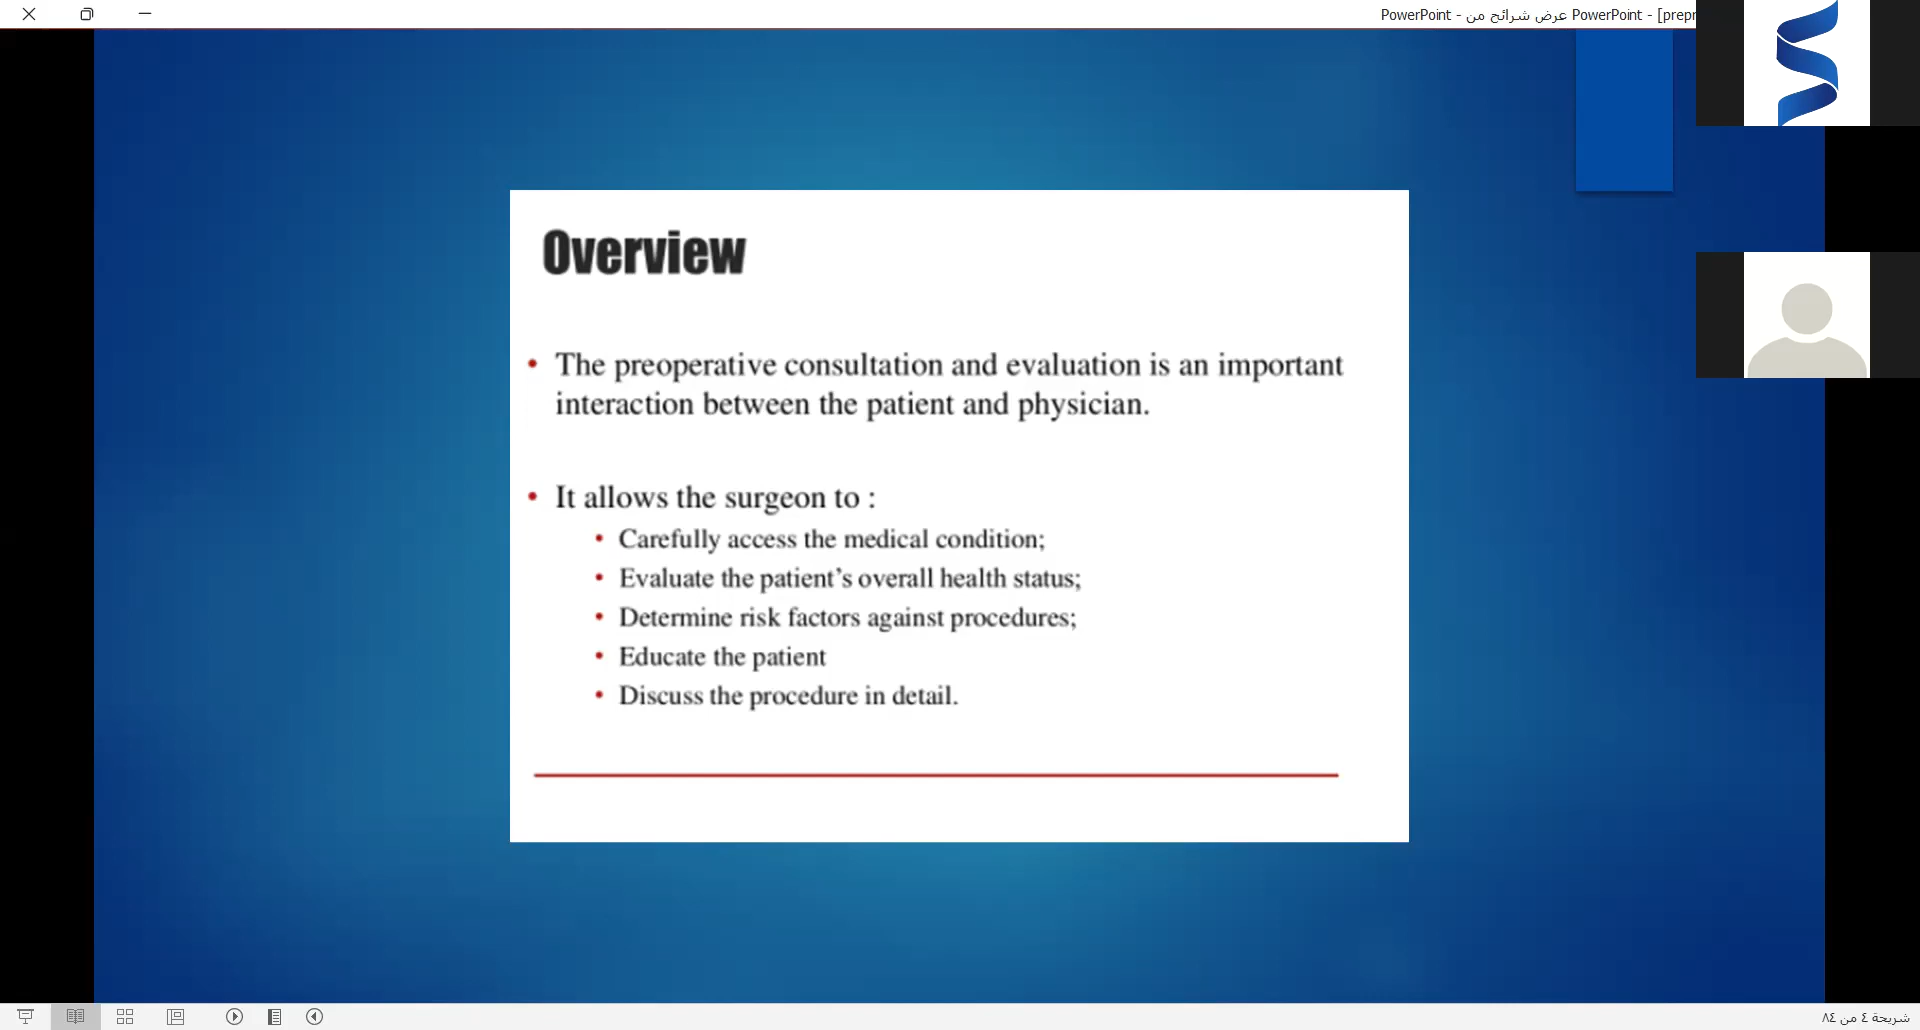 PowerPoint - عرض شرائح من PowerPoint - [prepr
Overview
• The preoperative consultation and evaluation is an important
interaction between the patient and physician.
• It allows the surgeon to :
• Carefully access the medical condition;
• Evaluate the patient’s overall health status;
• Determine risk factors against procedures;
• Educate the patient
• Discuss the procedure in detail.
شريحة ٤ من ٨٤